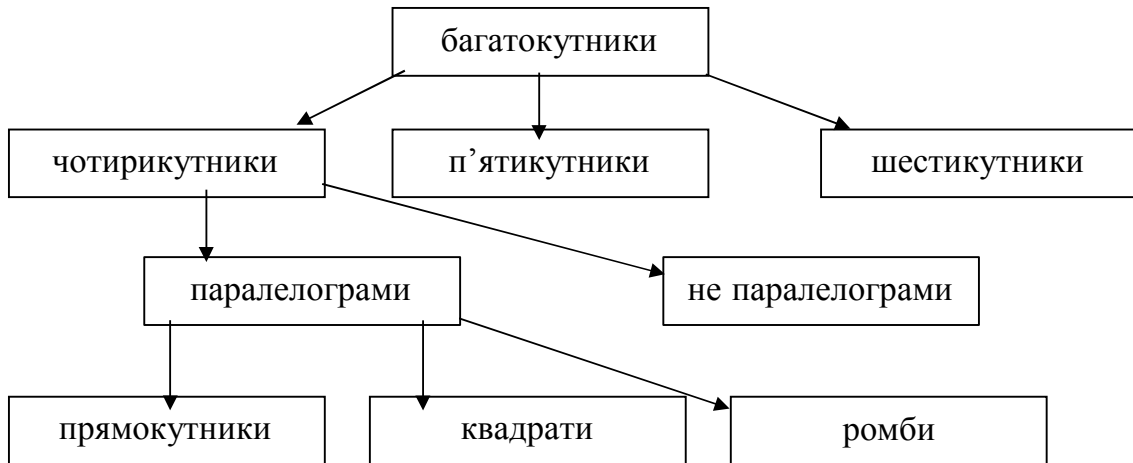 багатокутники
чотирикутники
п’ятикутники
шестикутники
паралелограми
не паралелограми
прямокутники
квадрати
ромби